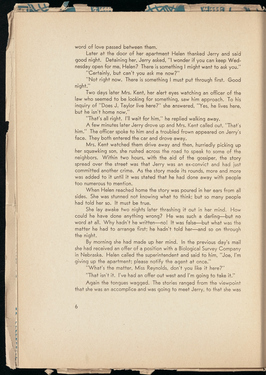 word of love passed between them.
Later at the door of her apartment Helen thanked Jerry and said
good night. Detaining her, Jerry asked, "I wonder if you can keep Wed-
nesday open for me, Helen? There is something I might want to ask you."
"Certainly, but can't you ask me now?"
"Not right now. There is something I must put through first. Good
night."
Two days later Mrs. Kent, her alert eyes watching an officer of the
law who seemed to be looking for something, saw him approach. To his
inquiry of "Does J. Taylor live here?" she answered, "Yes, he lives here,
but he isn't home now."
"That's all right. I'll wait for him," he replied walking away.
A few minutes later Jerry drove up and Mrs. Kent called out, "That's
him." The officer spoke to him and a troubled frown appeared on Jerry's
face. They both entered the car and drove away.
Mrs. Kent watched them drive away and then, hurriedly picking up
her squawking son, she rushed across the road to speak to some of the
neighbors. Within two hours, with the aid of the gossiper, the story
spread over the street was that Jerry was an ex-convict and had just
committed another crime. As the story made its rounds, more and more
was added to it until it was stated that he had done away with people
too numerous to mention.
When Helen reached home the story was poured in her ears from all
sides. She was stunned not knowing what to think; but so many people
had told her so. It must be true.
She lay awake two nights later thrashing it out in her mind. How
could he have done anything wrong? He was such a darling—but no
word at all. Why hadn't he written—no! It was false—but what was the
matter he had to arrange first; he hadn't told her—and so on through
the night.
By morning she had made up her mind. In the previous day's mail
she had received an offer of a position with a Biological Survey Company
in Nebraska. Helen called the superintendent and said to him, "Joe, I'm
giving up the apartment; please notify the agent at once."
"What's the matter, Miss Reynolds, don't you like it here?"
"That isn't it. I've had an offer out west and I'm going to take it."
Again the tongues wagged. The stories ranged from the viewpoint
that she was an accomplice and was going to meet Jerry, to that she was
6